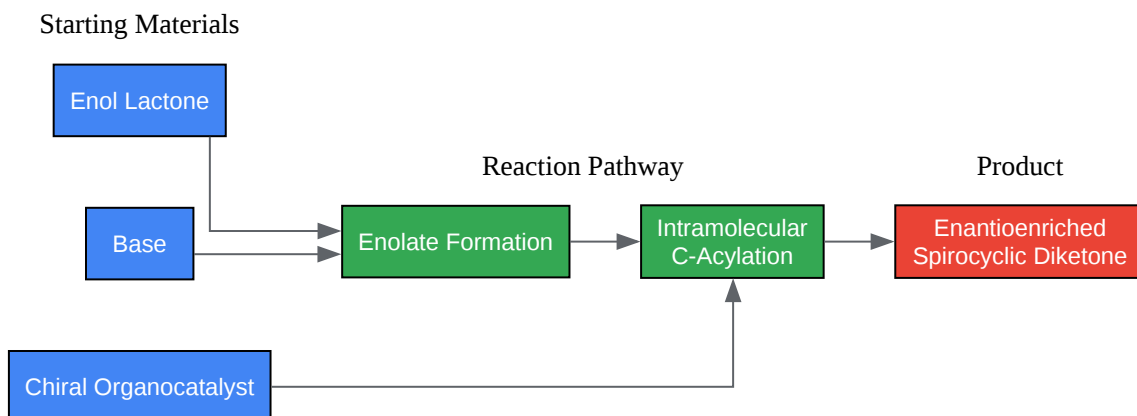 Starting Materials
Enol Lactone
Reaction Pathway
Product
Base
Enolate Formation
Intramolecular
C-Acylation
Enantioenriched
Spirocyclic Diketone
Chiral Organocatalyst